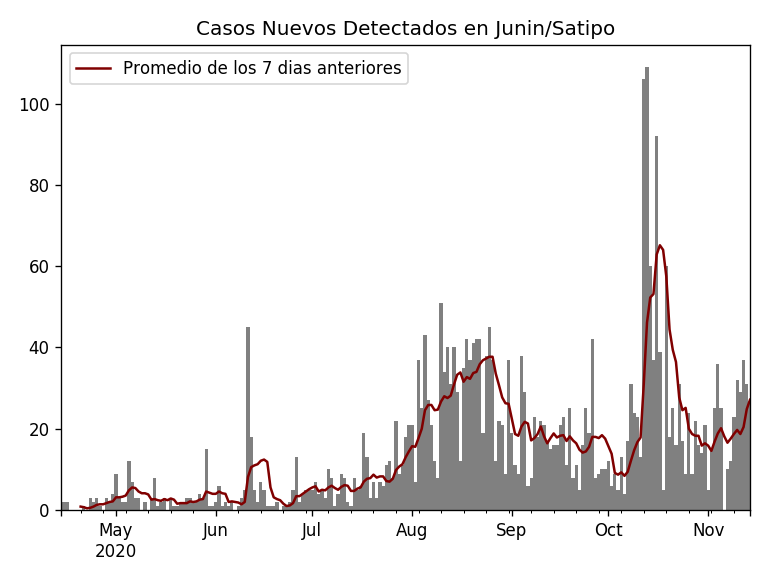 Casos Nuevos Detectados en Junin/Satipo
Promedio de los 7 dias anteriores
100
80
60
40
20
0
May Jun Jul Aug Sep Oct Nov
2020